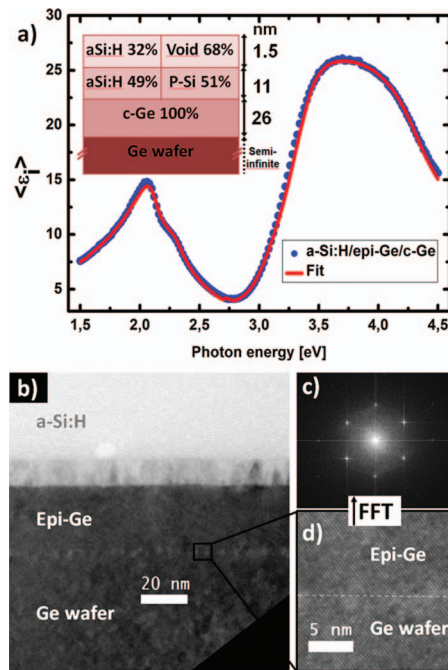 a)
nm
aSi:H 32% Void 68% 1.5
aSi:H 49% P-Si 51% 11
c-Ge 100% 26
Ge wafer Semi-infinite
30
25
20
15
10
5
<εi>
a-Si:H/epi-Ge/c-Ge
Fit
1,5 2,0 2,5 3,0 3,5 4,0 4,5
Photon energy [eV]
b)
a-Si:H
Epi-Ge
20 nm
Ge wafer
c)
FFT
d)
Epi-Ge
5 nm
Ge wafer